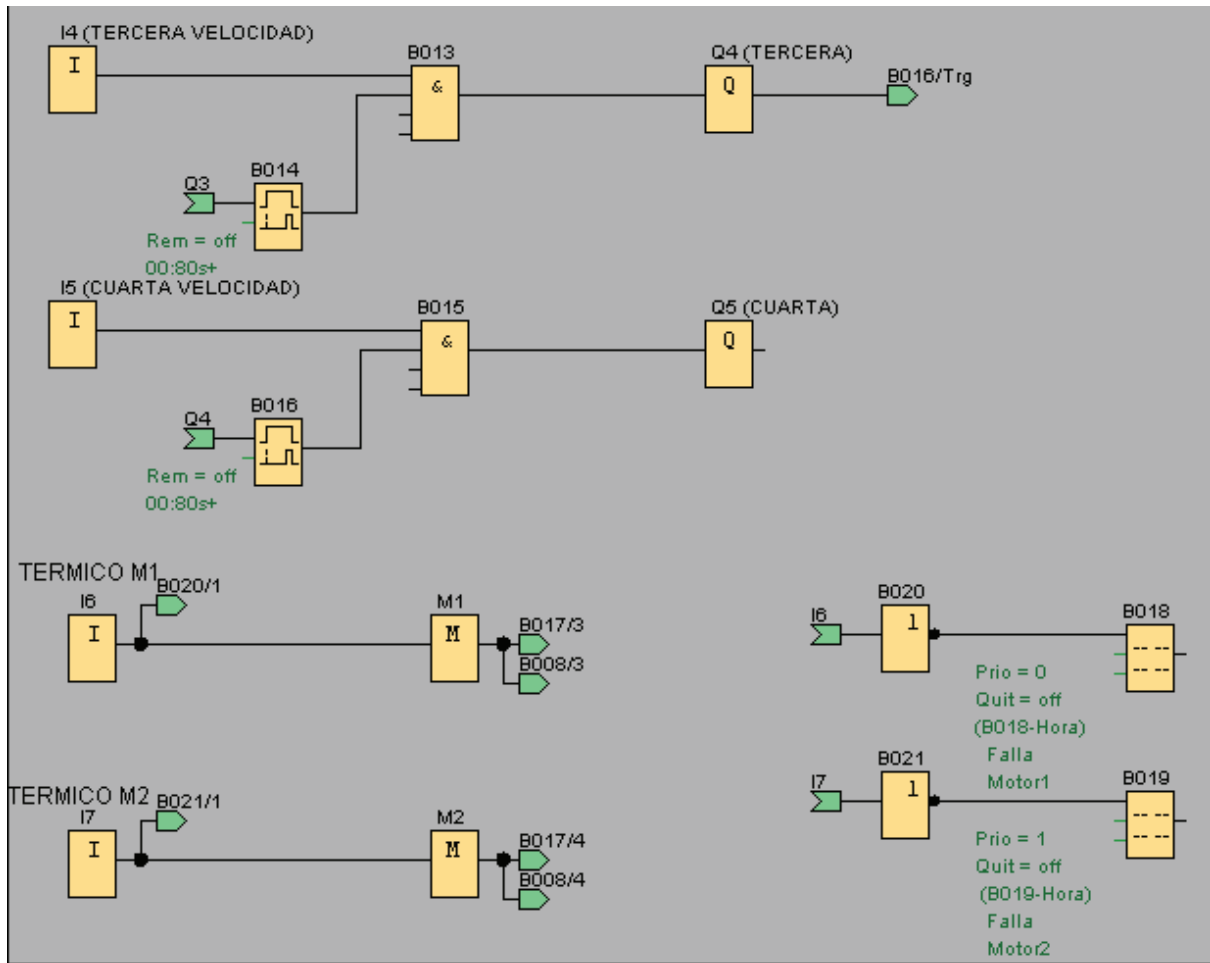 I4 (TERCERA VELOCIDAD)
I
B013
&
Q4 (TERCERA)
Q
B016/Trg
Q3
B014
Rem = off
00:80s+
I5 (CUARTA VELOCIDAD)
I
B015
&
Q5 (CUARTA)
Q
Q4
B016
Rem = off
00:80s+
TERMICO M1
I6
I
B020/1
M1
M
B017/3
B008/3
I6
B020
1
B018
Prio = 0
Quit = off
(B018-Hora)
Falla
Motor1
TERMICO M2
I7
I
B021/1
M2
M
B017/4
B008/4
I7
B021
1
B019
Prio = 1
Quit = off
(B019-Hora)
Falla
Motor2